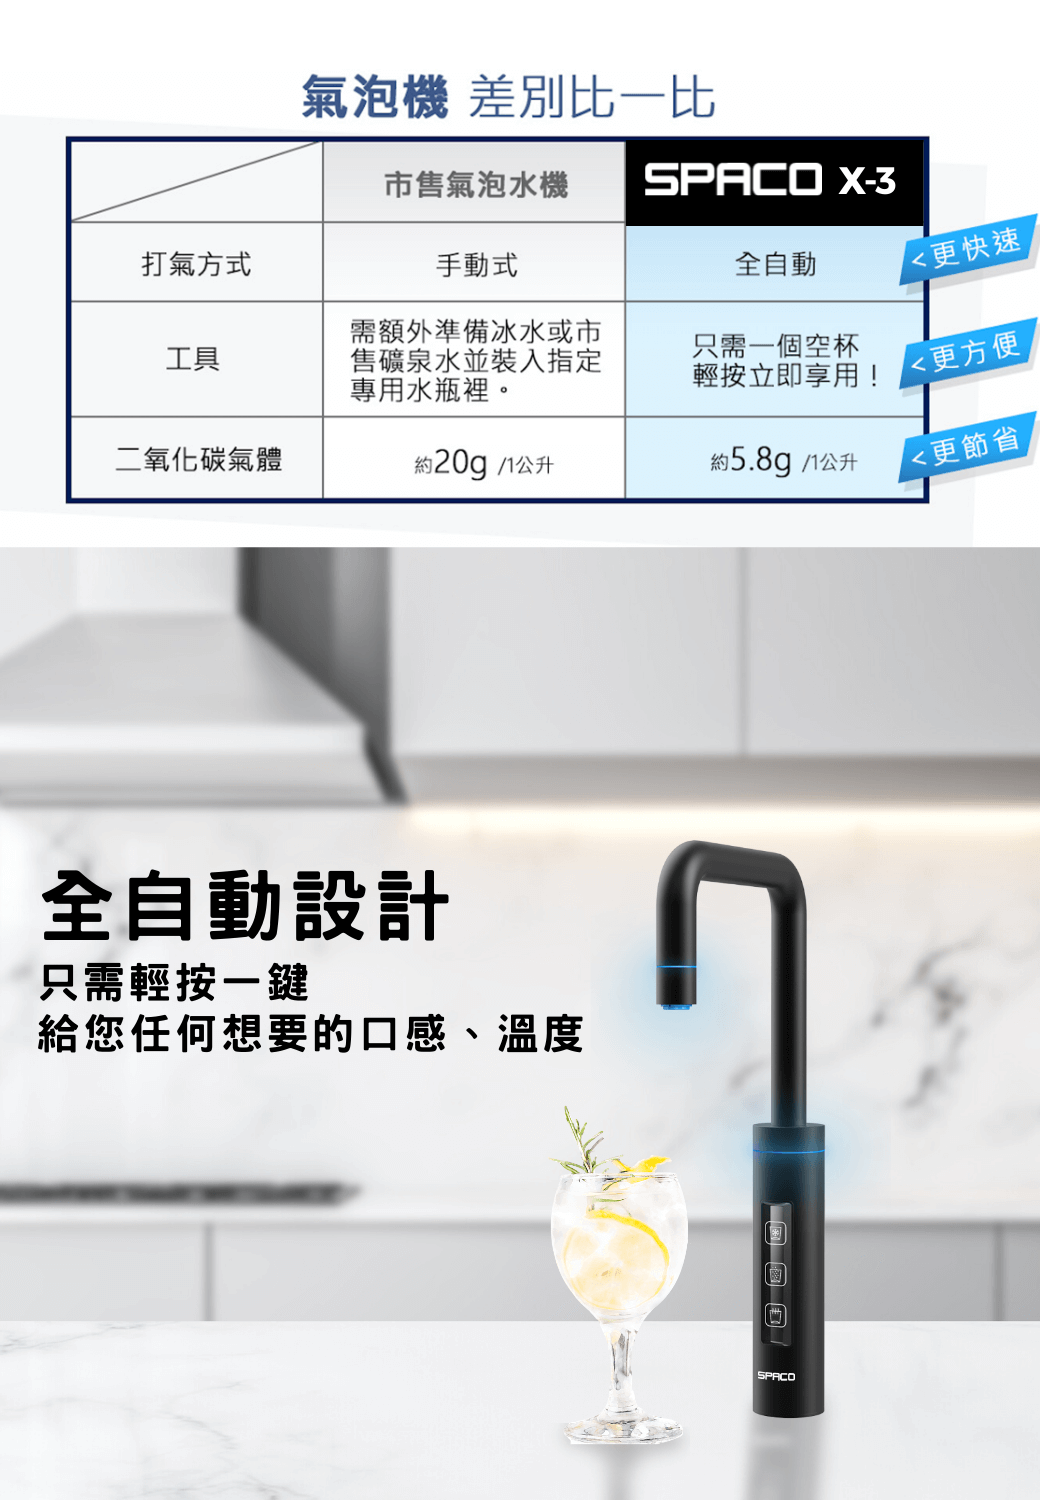 氣泡機 差別比一比
市售氣泡水機
SPACO X-3
打氣方式
手動式
全自動
<更快速
工具
需額外準備冰水或市
售礦泉水並裝入指定
專用水瓶裡。
只需一個空杯
輕按立即享用！
<更方便
二氧化碳氣體
約20g /1公升
約5.8g /1公升
<更節省
全自動設計
只需輕按一鍵
給您任何想要的口感、溫度
SPACO